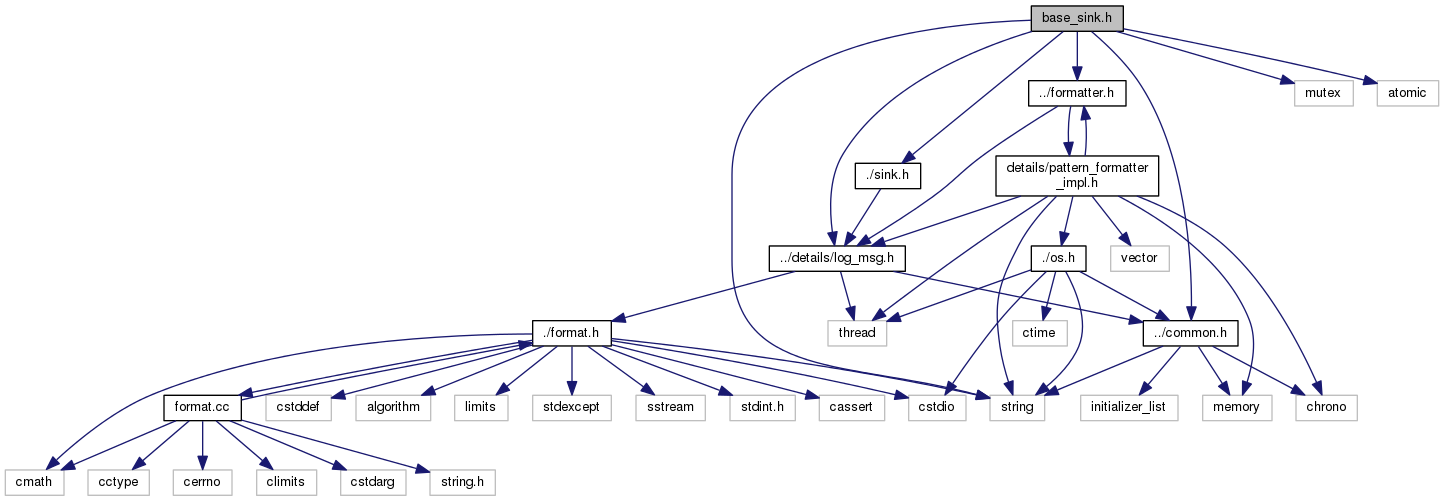 base_sink.h
../formatter.h
mutex
atomic
./sink.h
details/pattern_formatter
_impl.h
../details/log_msg.h
./os.h
vector
./format.h
thread
ctime
../common.h
format.cc
cstddef
algorithm
limits
stdexcept
sstream
stdint.h
cassert
cstdio
string
initializer_list
memory
chrono
cmath
cctype
cerrno
climits
cstdarg
string.h